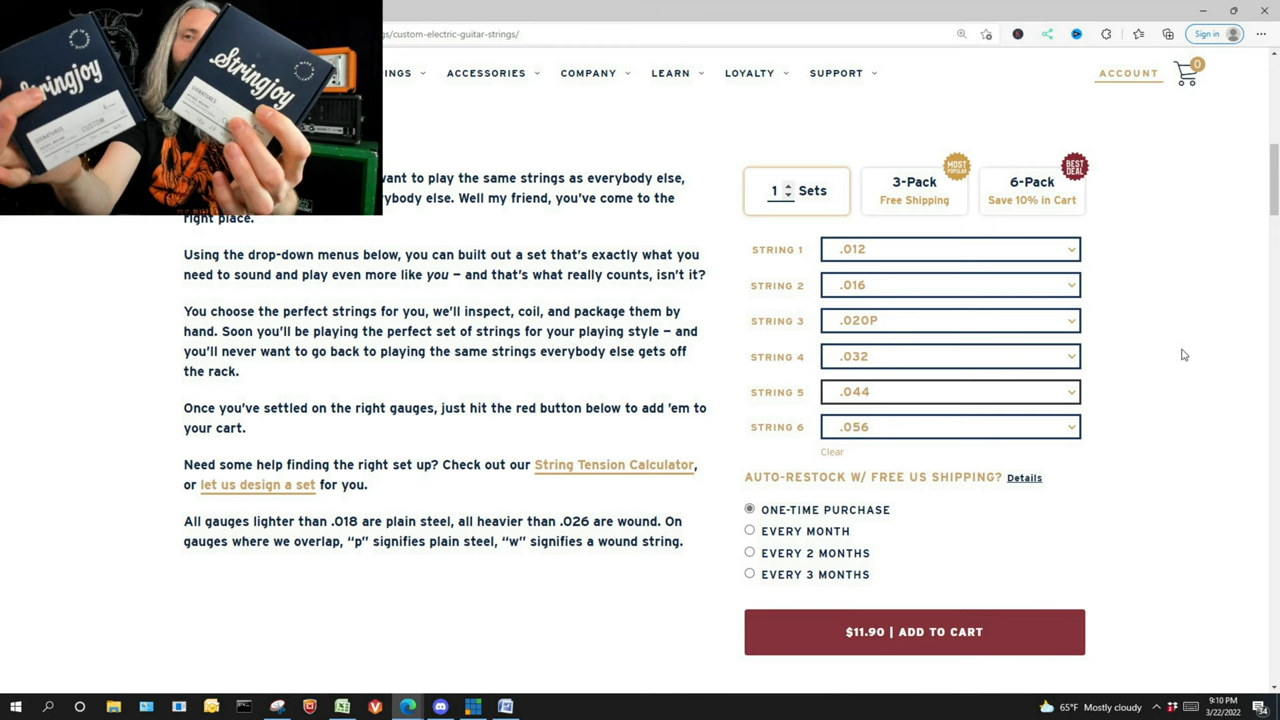 Stringjoy
SIGNATURES
CUSTOM
Stringjoy
SIGNATURES
gs/custom-electric-guitar-strings/
Sign in
INGS
ACCESSORIES
COMPANY
LEARN
LOYALTY
SUPPORT
ACCOUNT
0
want to play the same strings as everybody else,
ybody else. Well my friend, you've come to the
right place.
Using the drop-down menus below, you can built out a set that's exactly what you
need to sound and play even more like you — and that's what really counts, isn't it?
You choose the perfect strings for you, we'll inspect, coil, and package them by
hand. Soon you'll be playing the perfect set of strings for your playing style — and
you'll never want to go back to playing the same strings everybody else gets off
the rack.
Once you've settled on the right gauges, just hit the red button below to add 'em to
your cart.
Need some help finding the right set up? Check out our String Tension Calculator,
or let us design a set for you.
All gauges lighter than .018 are plain steel, all heavier than .026 are wound. On
gauges where we overlap, "p" signifies plain steel, "w" signifies a wound string.
1 Sets
MOST
POPULAR
3-Pack
Free Shipping
BEST
DEAL
6-Pack
Save 10% in Cart
STRING 1 .012
STRING 2 .016
STRING 3 .020P
STRING 4 .032
STRING 5 .044
STRING 6 .056
Clear
AUTO-RESTOCK W/ FREE US SHIPPING? Details
ONE-TIME PURCHASE
EVERY MONTH
EVERY 2 MONTHS
EVERY 3 MONTHS
$11.90 | ADD TO CART
65°F Mostly cloudy
9:10 PM
3/22/2022
34